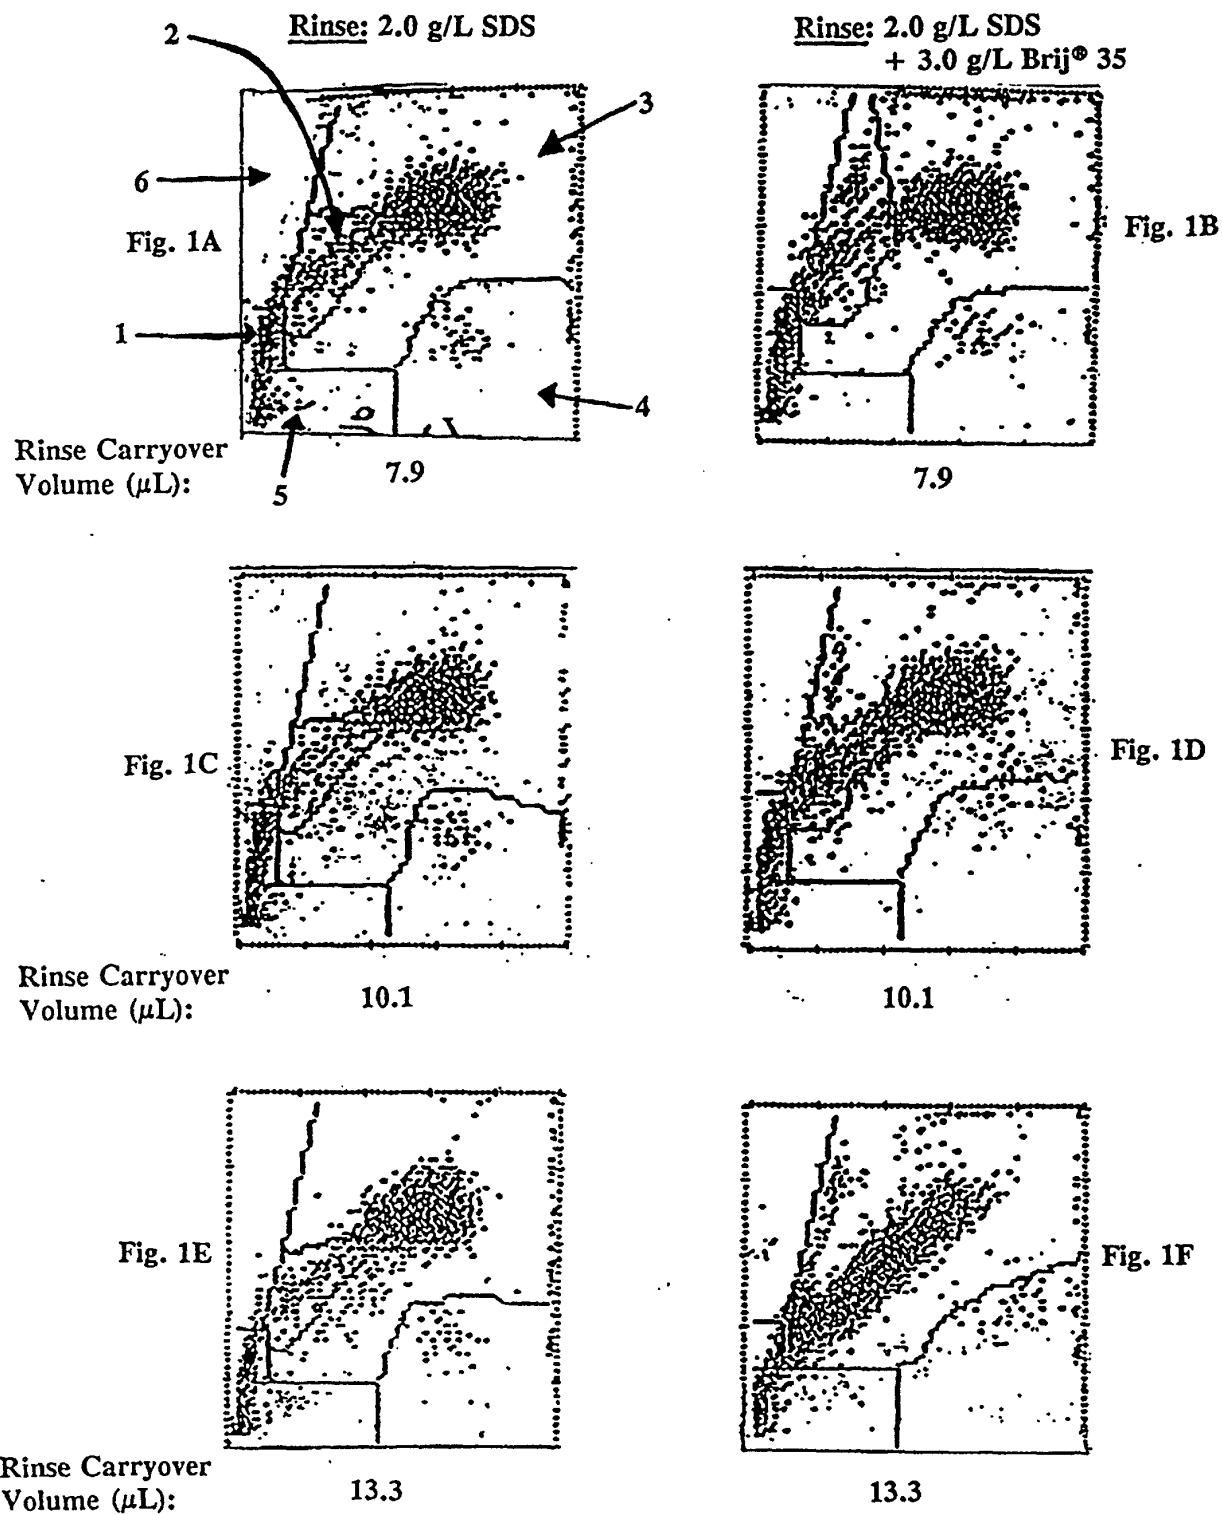 Rinse: 2.0 g/L SDS
Rinse: 2.0 g/L SDS
+ 3.0 g/L Brij® 35
2
3
6
Fig. 1A
Fig. 1B
1
4
5
Rinse Carryover
Volume (μL):
7.9
7.9
Fig. 1C
Fig. 1D
Rinse Carryover
Volume (μL):
10.1
10.1
Fig. 1E
Fig. 1F
Rinse Carryover
Volume (μL):
13.3
13.3